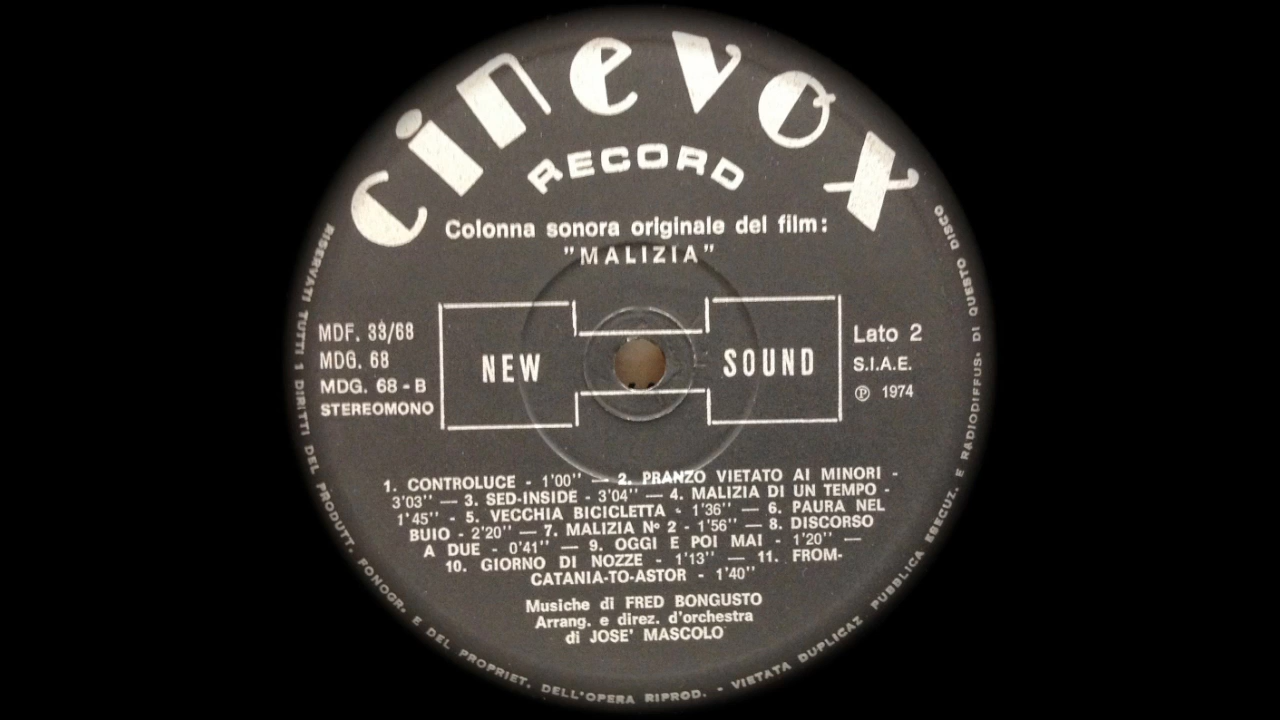 cinevox
RECORD
Colonna sonora originale del film:
"MALIZIA"
MDF. 33/68
MDG. 68
MDG. 68 - B
STEREOMONO
NEW SOUND
Lato 2
S.I.A.E.
Ⓟ 1974
1. CONTROLUCE - 1'00'' — 2. PRANZO VIETATO AI MINORI -
3'03'' — 3. SED-INSIDE - 3'04'' — 4. MALIZIA DI UN TEMPO -
1'45'' - 5. VECCHIA BICICLETTA - 1'36'' — 6. PAURA NEL
BUIO - 2'20'' — 7. MALIZIA Nº 2 - 1'56'' — 8. DISCORSO
A DUE - 0'41'' — 9. OGGI E POI MAI - 1'20'' —
10. GIORNO DI NOZZE - 1'13'' — 11. FROM-
CATANIA-TO-ASTOR - 1'40''
Musiche di FRED BONGUSTO
Arrang. e direz. d'orchestra
di JOSE' MASCOLO
RISERVATI TUTTI I DIRITTI DEL PRODUTT. FONOGR. E DEL PROPRIET. DELL'OPERA RIPROD. - VIETATA DUPLICAZ PUBBLICA ESECUZ. E RADIODIFFUS. DI QUESTO DISCO